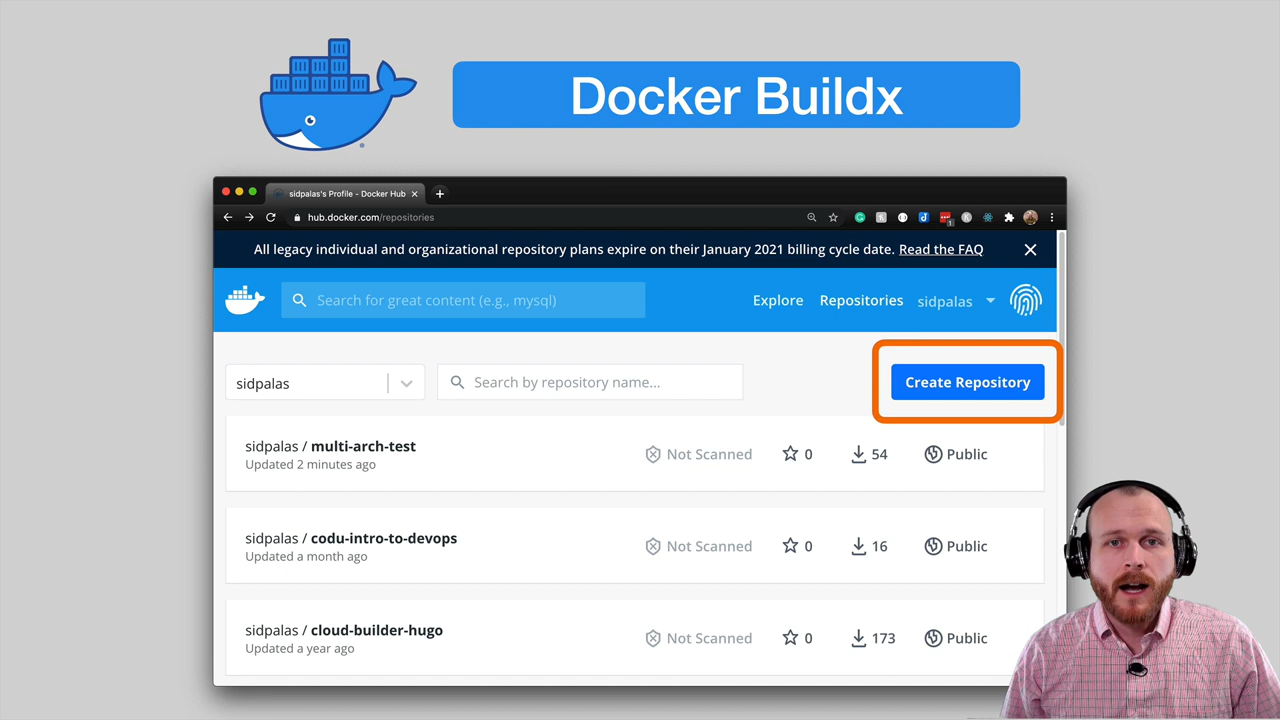 Docker Buildx
sidpalas's Profile - Docker Hub
hub.docker.com/repositories
1
All legacy individual and organizational repository plans expire on their January 2021 billing cycle date. Read the FAQ
Search for great content (e.g., mysql)
Explore
Repositories
sidpalas
sidpalas
Search by repository name...
Create Repository
sidpalas / multi-arch-test
Updated 2 minutes ago
Not Scanned
0
54
Public
sidpalas / codu-intro-to-devops
Updated a month ago
Not Scanned
0
16
Public
sidpalas / cloud-builder-hugo
Updated a year ago
Not Scanned
0
173
Public